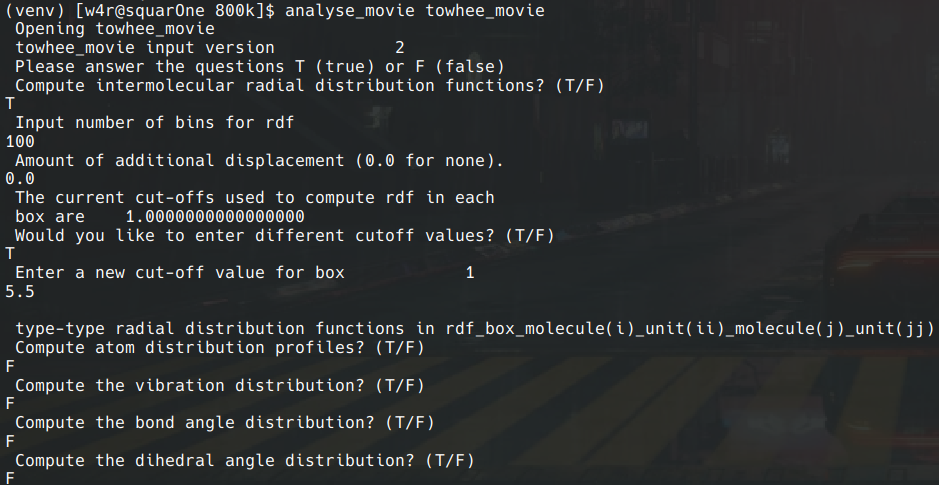 (venv) [w4r@squarOne 800k]$ analyse_movie towhee_movie
Opening towhee_movie
towhee_movie input version 2
Please answer the questions T (true) or F (false)
Compute intermolecular radial distribution functions? (T/F)
T
Input number of bins for rdf
100
Amount of additional displacement (0.0 for none).
0.0
The current cut-offs used to compute rdf in each
box are 1.0000000000000000
Would you like to enter different cutoff values? (T/F)
T
Enter a new cut-off value for box 1
5.5
type-type radial distribution functions in rdf_box_molecule(i)_unit(ii)_molecule(j)_unit(jj)
Compute atom distribution profiles? (T/F)
F
Compute the vibration distribution? (T/F)
F
Compute the bond angle distribution? (T/F)
F
Compute the dihedral angle distribution? (T/F)
F